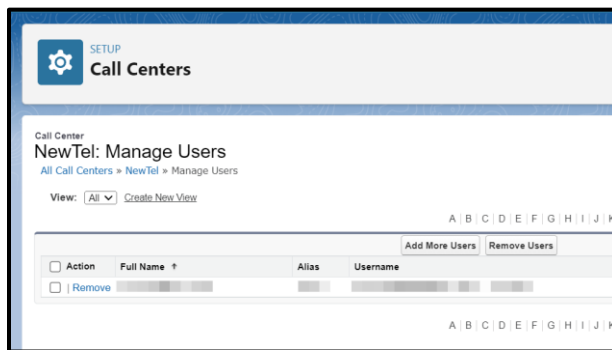 SETUP
Call Centers
Call Center
NewTel: Manage Users
All Call Centers » NewTel » Manage Users
View: All Create New View
A | B | C | D | E | F | G | H | I | J |
Add More Users Remove Users
Action Full Name ↑ Alias Username
| Remove
A | B | C | D | E | F | G | H | I | J |